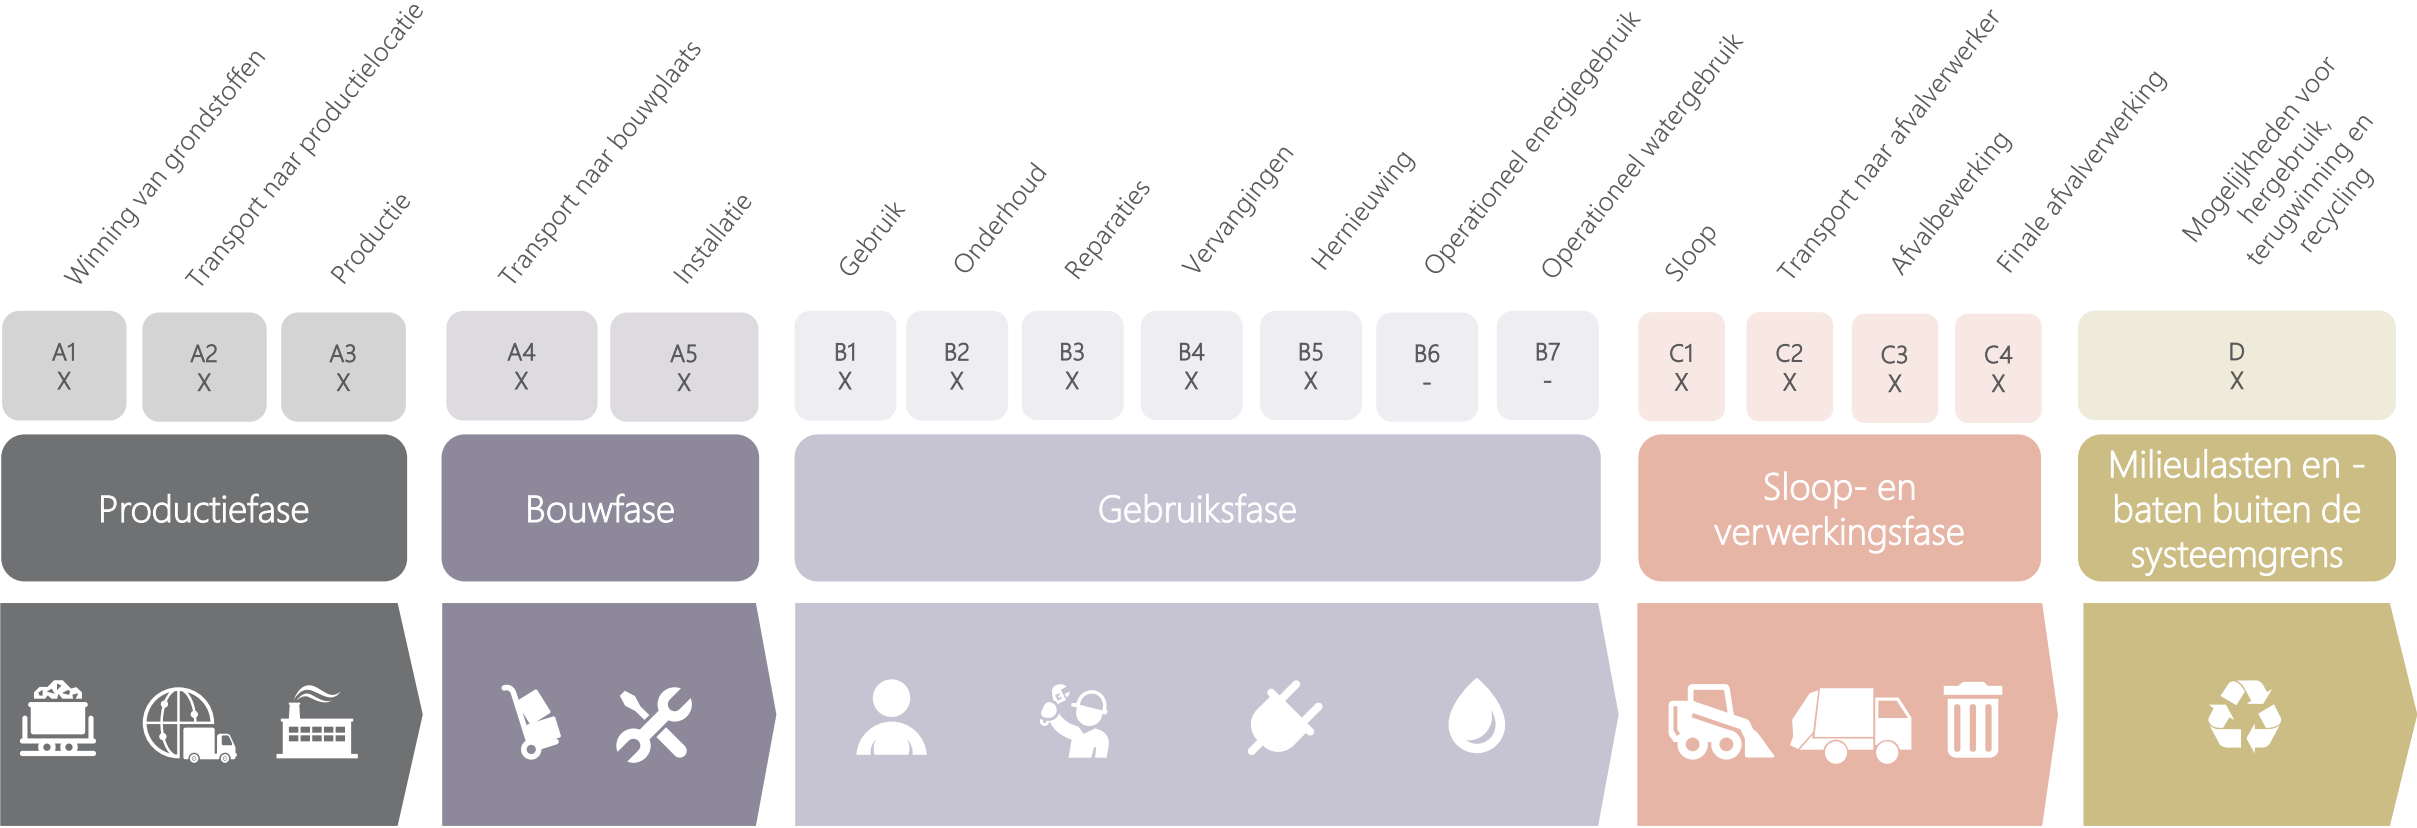 Winning van grondstoffen
Transport naar productielocatie
Productie
Transport naar bouwplaats
Installatie
Gebruik
Onderhoud
Reparaties
Vervangingen
Hernieuwing
Operationeel energiegebruik
Operationeel watergebruik
Sloop
Transport naar afvalverwerker
Afvalbewerking
Finale afvalverwerking
Mogelijkheden voor
hergebruik,
terugwinning en
recycling
A1
X
A2
X
A3
X
A4
X
A5
X
B1
X
B2
X
B3
X
B4
X
B5
X
B6
-
B7
-
C1
X
C2
X
C3
X
C4
X
D
X
Productiefase
Bouwfase
Gebruiksfase
Sloop- en
verwerkingsfase
Milieulasten en -
baten buiten de
systeemgrens